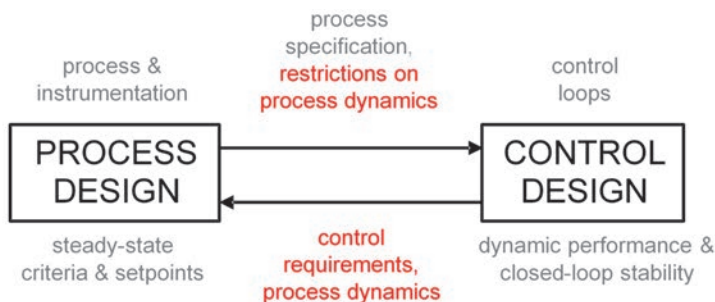 process
specification,
restrictions on
process dynamics
process &
instrumentation
control
loops
PROCESS
DESIGN
CONTROL
DESIGN
steady-state
criteria & setpoints
control
requirements,
process dynamics
dynamic performance &
closed-loop stability